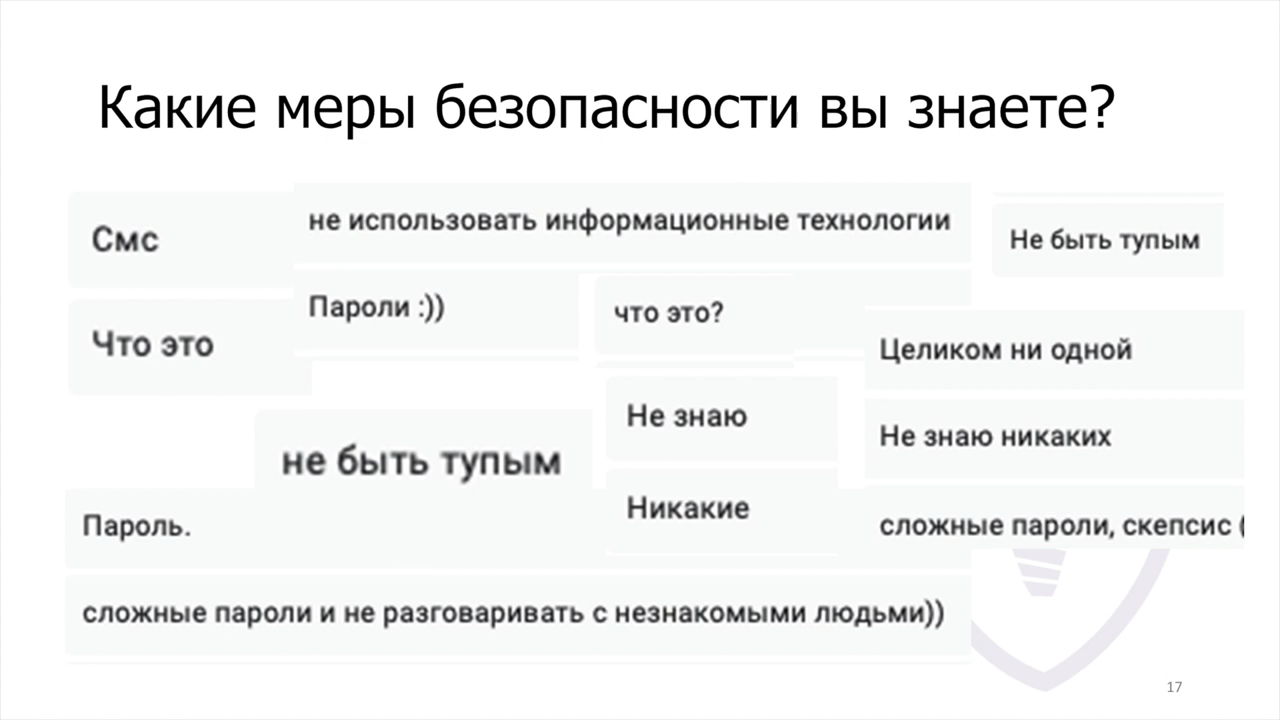 Какие меры безопасности вы знаете?
Смс
не использовать информационные технологии
Не быть тупым
Пароли :))
что это?
Что это
Целиком ни одной
Не знаю
Не знаю никаких
не быть тупым
Никакие
Пароль.
сложные пароли, скепсис (
сложные пароли и не разговаривать с незнакомыми людьми))
17